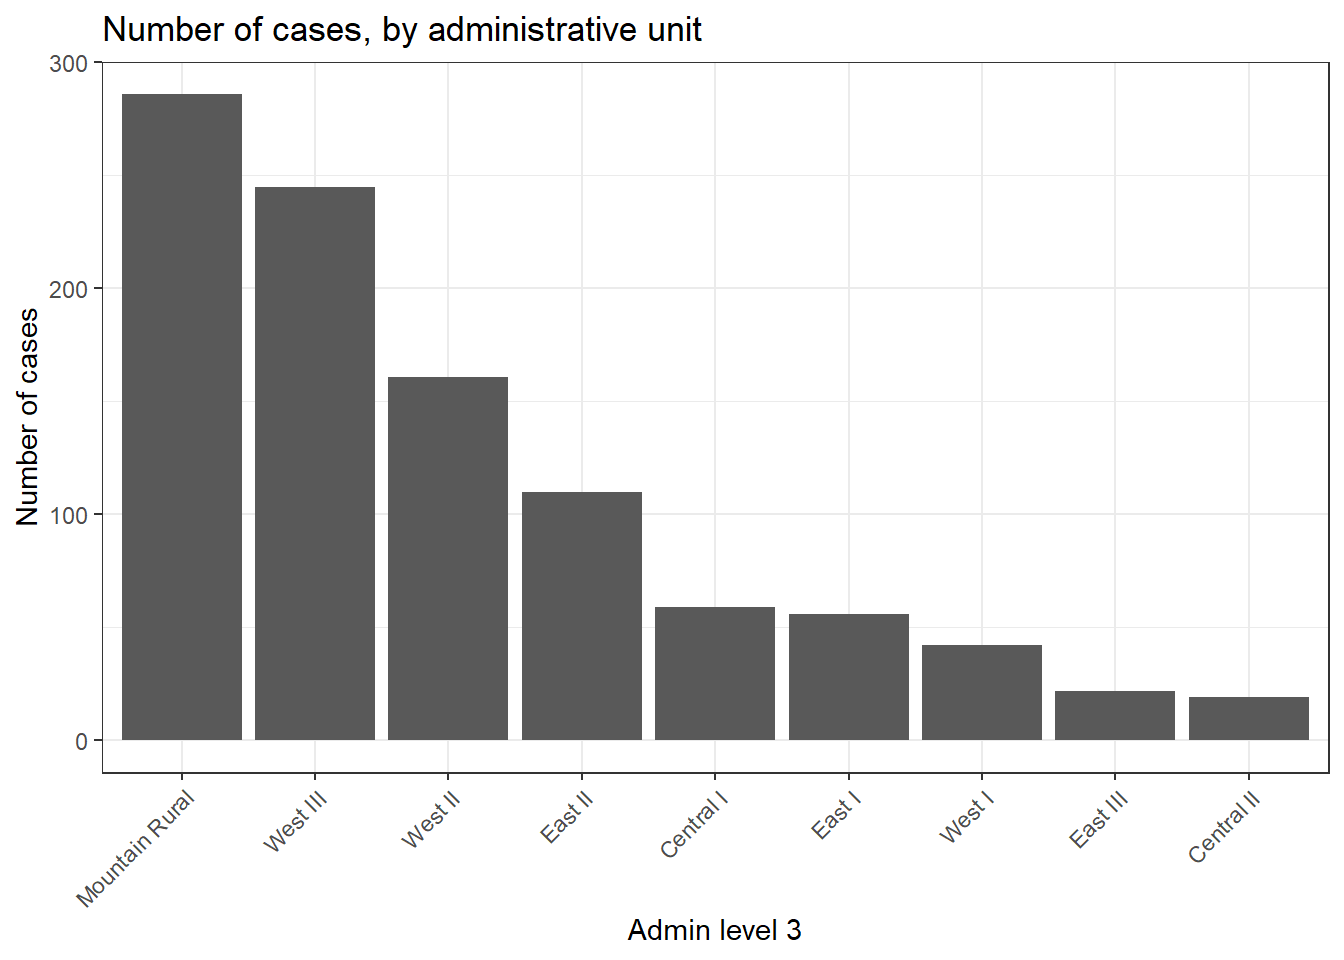 Number of cases, by administrative unit
300
200
100
0
Number of cases
Mountain Rural
West III
West II
East II
Central I
East I
West I
East III
Central II
Admin level 3